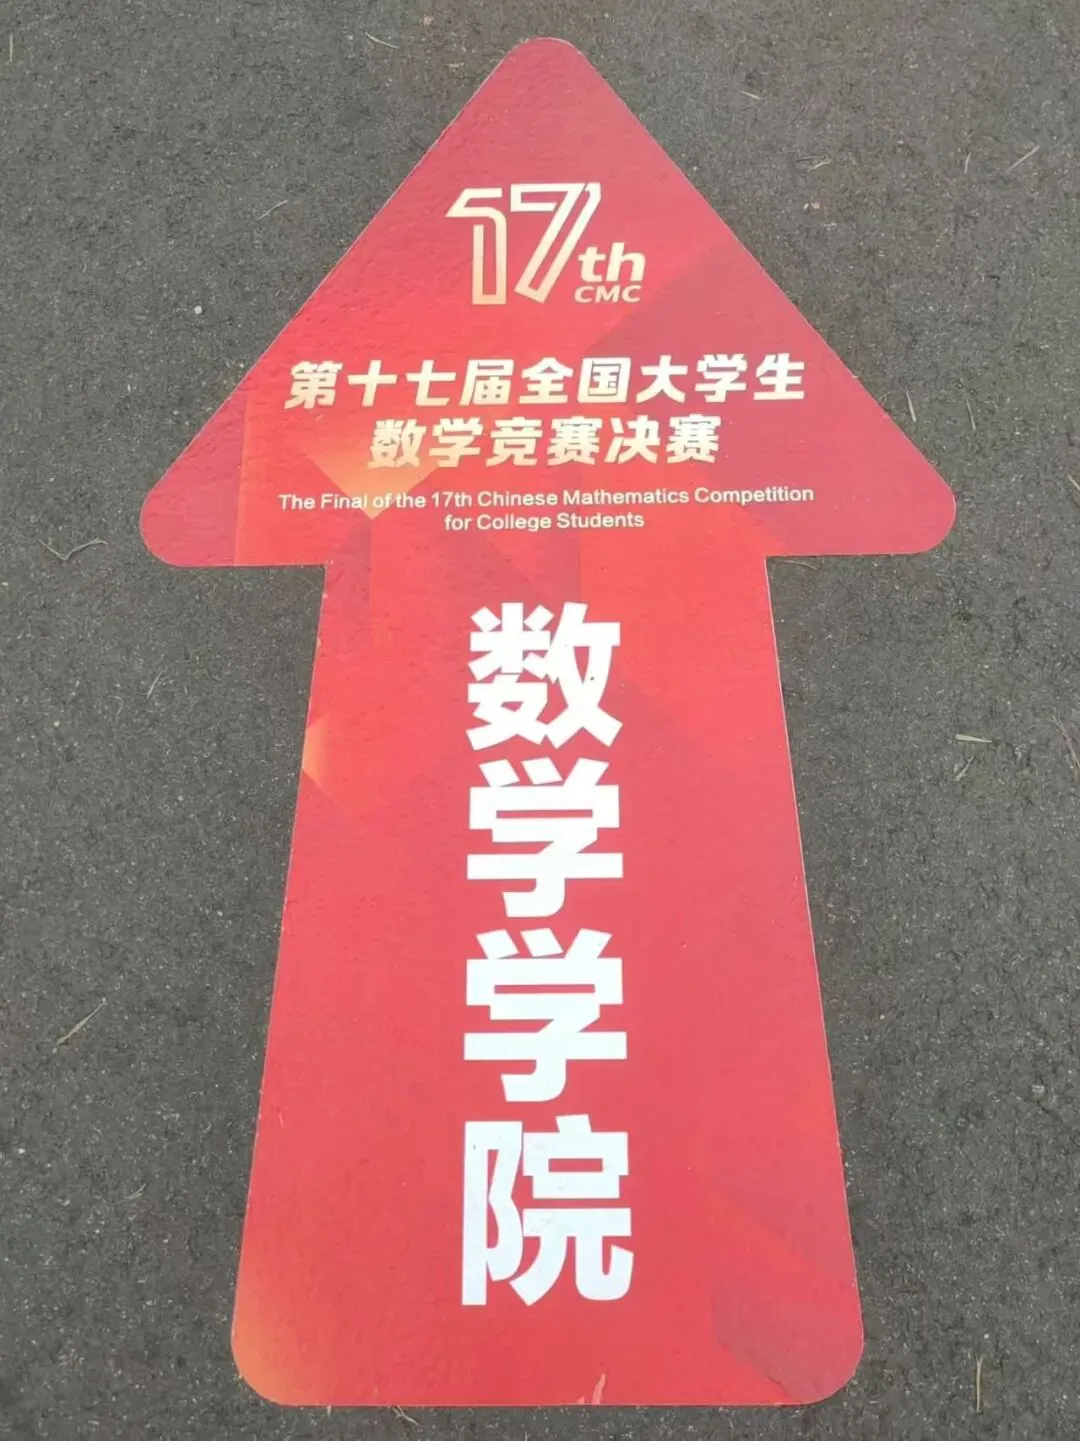 17th
CMC
第十七届全国大学生
数学竞赛决赛
The Final of the 17th Chinese Mathematics Competition
for College Students
数学学院